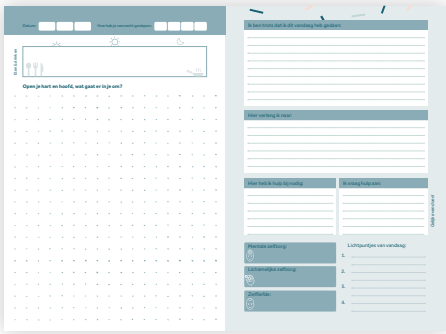 Datum:
Hoe heb je vannacht geslapen:
Eten/drinken
Open je hart en hoofd, wat gaat er in je om?
Ik ben trots dat ik dit vandaag heb gedaan:
Hier verlang ik naar:
Hier heb ik hulp bij nodig:
Ik vraag hulp aan:
Mentale zelfzorg:
Lichamelijke zelfzorg:
Zelfliefde:
Lichtpuntjes van vandaag:
1.
2.
3.
4.